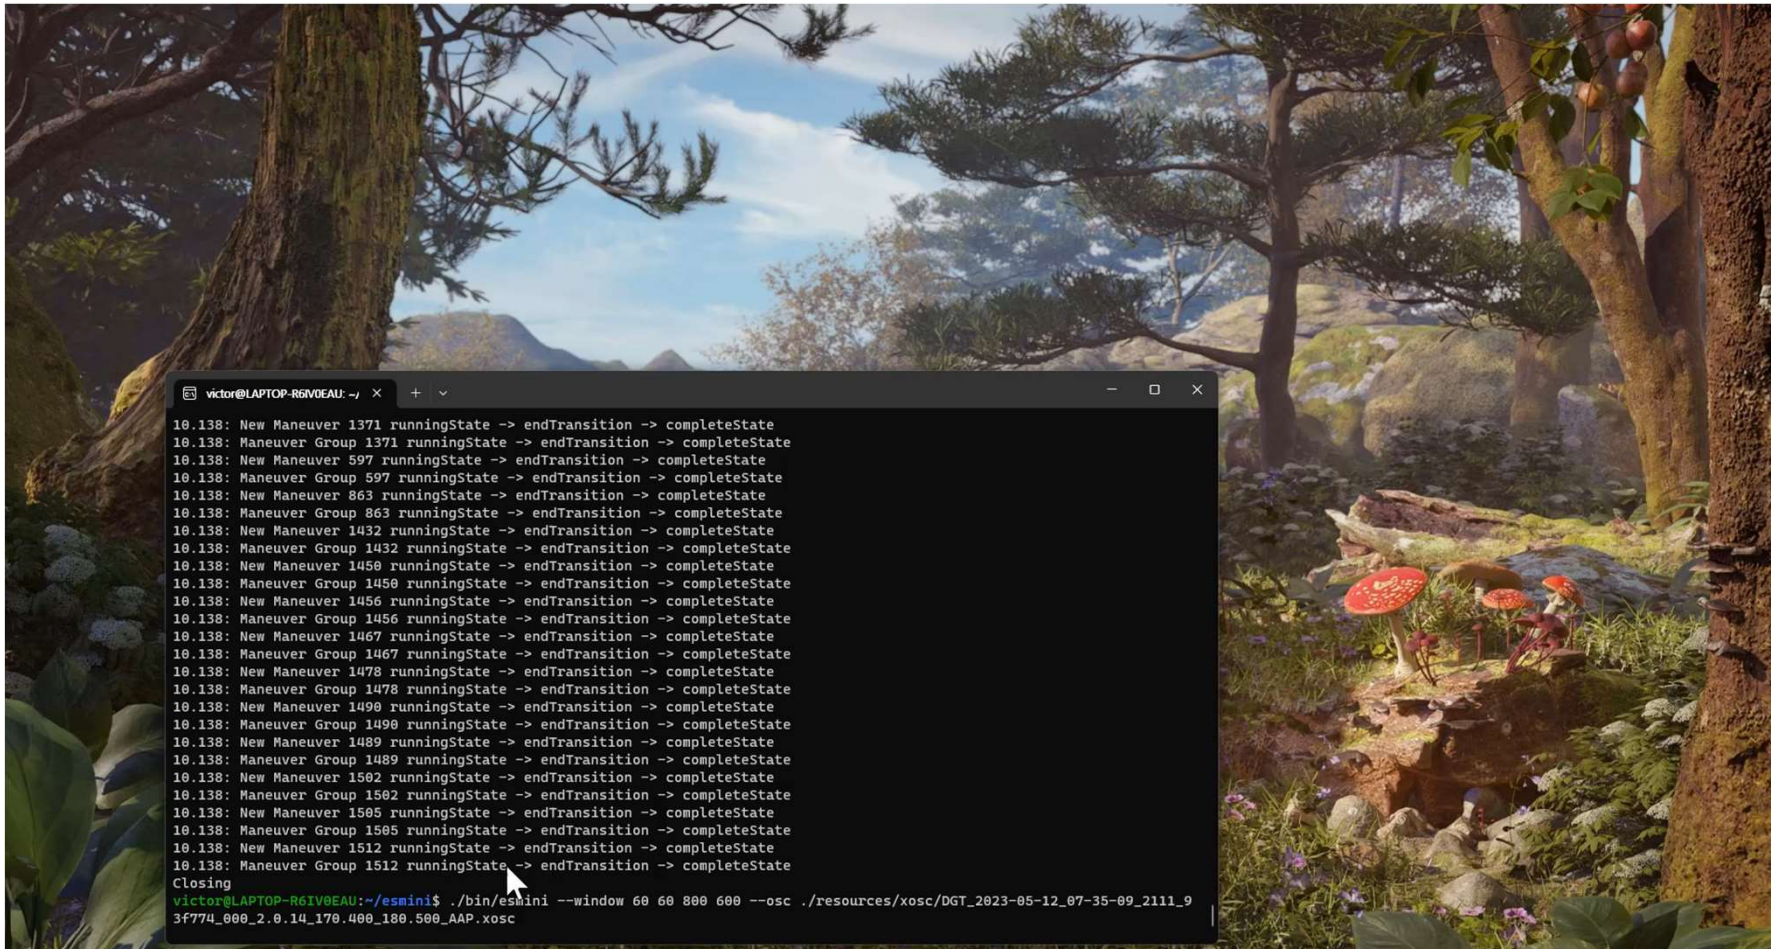 victor@LAPTOP-R6IV0EAU: ~/
10.138: New Maneuver 1371 runningState -> endTransition -> completeState
10.138: Maneuver Group 1371 runningState -> endTransition -> completeState
10.138: New Maneuver 597 runningState -> endTransition -> completeState
10.138: Maneuver Group 597 runningState -> endTransition -> completeState
10.138: New Maneuver 863 runningState -> endTransition -> completeState
10.138: Maneuver Group 863 runningState -> endTransition -> completeState
10.138: New Maneuver 1432 runningState -> endTransition -> completeState
10.138: Maneuver Group 1432 runningState -> endTransition -> completeState
10.138: New Maneuver 1450 runningState -> endTransition -> completeState
10.138: Maneuver Group 1450 runningState -> endTransition -> completeState
10.138: New Maneuver 1456 runningState -> endTransition -> completeState
10.138: Maneuver Group 1456 runningState -> endTransition -> completeState
10.138: New Maneuver 1467 runningState -> endTransition -> completeState
10.138: Maneuver Group 1467 runningState -> endTransition -> completeState
10.138: New Maneuver 1478 runningState -> endTransition -> completeState
10.138: Maneuver Group 1478 runningState -> endTransition -> completeState
10.138: New Maneuver 1490 runningState -> endTransition -> completeState
10.138: Maneuver Group 1490 runningState -> endTransition -> completeState
10.138: New Maneuver 1489 runningState -> endTransition -> completeState
10.138: Maneuver Group 1489 runningState -> endTransition -> completeState
10.138: New Maneuver 1502 runningState -> endTransition -> completeState
10.138: Maneuver Group 1502 runningState -> endTransition -> completeState
10.138: New Maneuver 1505 runningState -> endTransition -> completeState
10.138: Maneuver Group 1505 runningState -> endTransition -> completeState
10.138: New Maneuver 1512 runningState -> endTransition -> completeState
10.138: Maneuver Group 1512 runningState -> endTransition -> completeState
Closing
victor@LAPTOP-R6IV0EAU:~/esmini$ ./bin/esmini --window 60 60 800 600 --osc ./resources/xosc/DGT_2023-05-12_07-35-09_2111_9
3f774_000_2.0.14_170.400_180.500_AAP.xosc